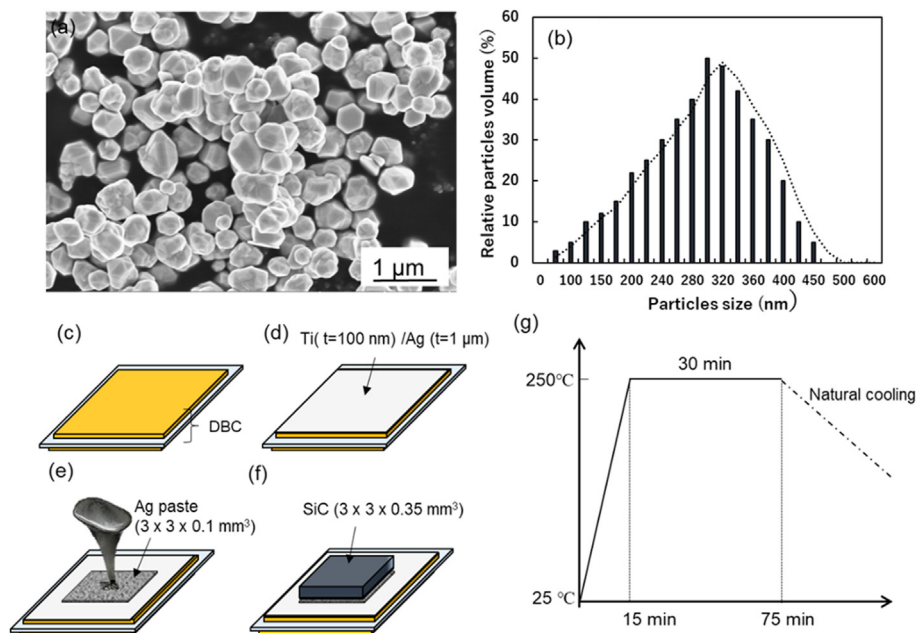 (a)
1 μm
(b)
Relative particles volume (%)
60
50
40
30
20
10
0
0 50 100 150 200 280 320 360 400 450 500 600
Particles size (nm)
(c)
DBC
(d)
Ti( t=100 nm) /Ag (t=1 μm)
(e)
Ag paste
(3 x 3 x 0.1 mm³)
(f)
SiC (3 x 3 x 0.35 mm³)
(g)
250℃
30 min
Natural cooling
25 ℃
15 min
75 min